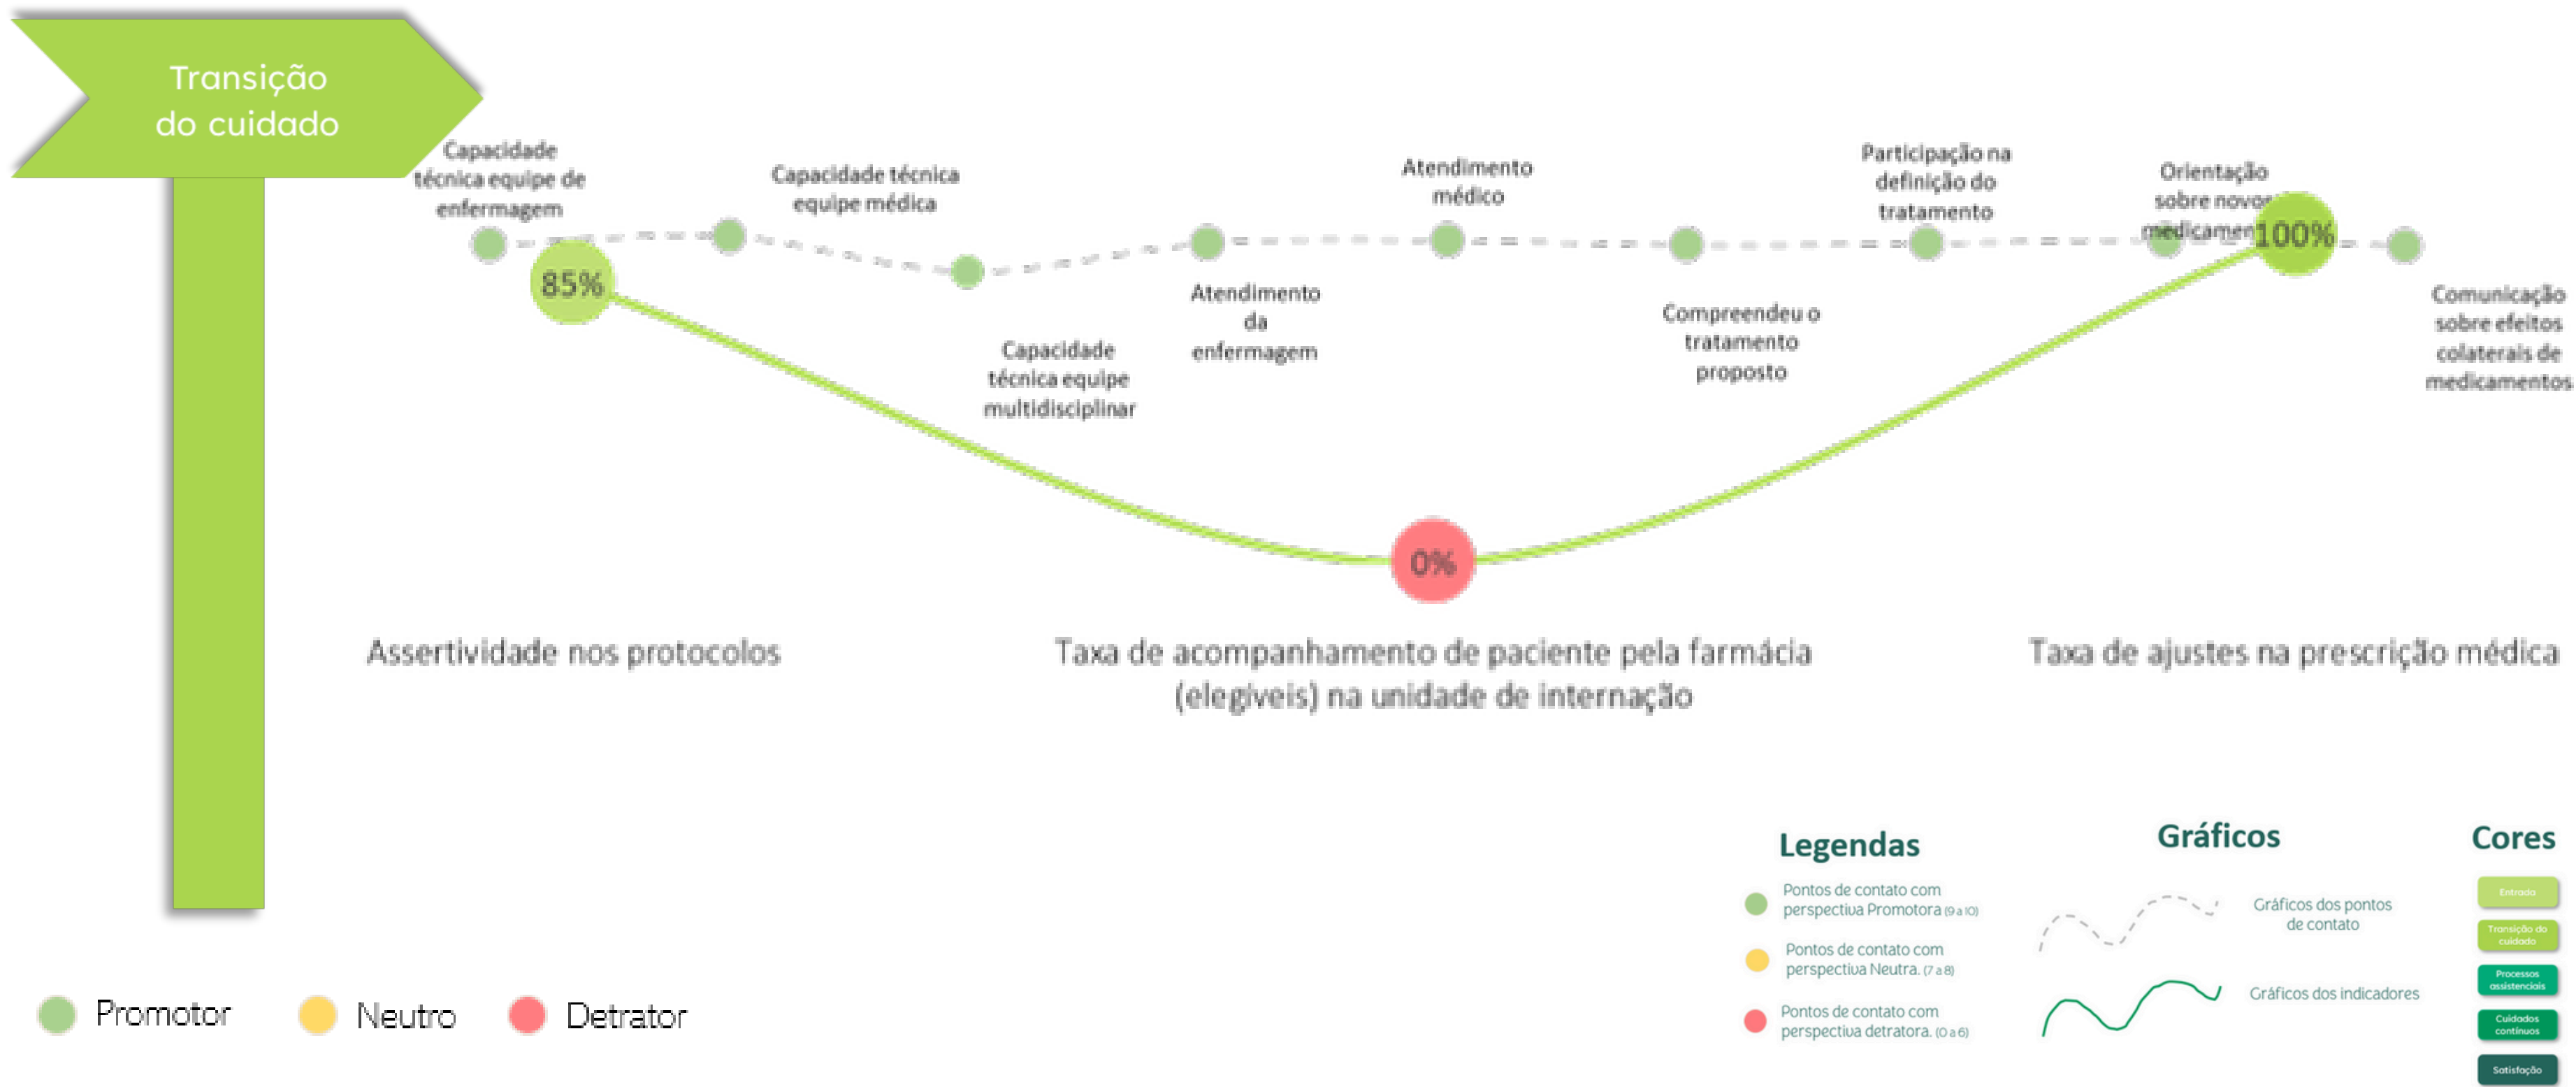 Transição
do cuidado
Capacidade
técnica equipe de
enfermagem
Capacidade técnica
equipe médica
Capacidade
técnica equipe
multidisciplinar
Atendimento
da
enfermagem
Atendimento
médico
Compreendeu o
tratamento
proposto
Participação na
definição do
tratamento
Orientação
sobre novos
Comunicação
sobre efeitos
colaterais de
medicamentos
85%
0%
100%
Assertividade nos protocolos
Taxa de acompanhamento de paciente pela farmácia
(elegíveis) na unidade de internação
Taxa de ajustes na prescrição médica
Promotor
Neutro
Detrator
Legendas
Pontos de contato com
perspectiva Promotora (9 a 10)
Pontos de contato com
perspectiva Neutra. (7 a 8)
Pontos de contato com
perspectiva detratora. (0 a 6)
Gráficos
Gráficos dos pontos
de contato
Gráficos dos indicadores
Cores
Entrada
Transição do
cuidado
Processos
assistenciais
Cuidados
contínuos
Satisfação